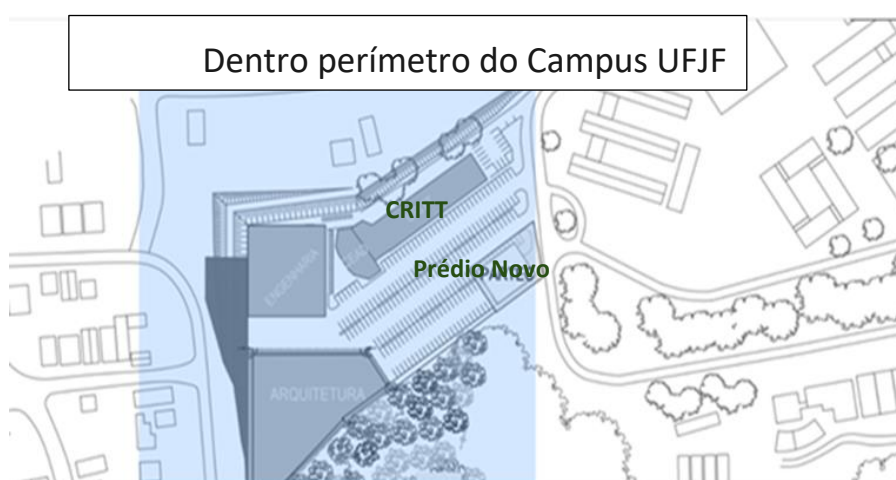 Dentro perímetro do Campus UFJF
CRITT
Prédio Novo
ENGENHARIA
ARQUITETURA